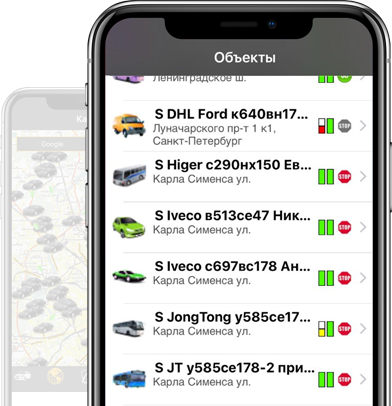 Объекты
Ленинградское ш.
S DHL Ford к640вн17...
Луначарского пр-т 1 к1,
Санкт-Петербург
STOP
S Higer с290нх150 Ев...
Карла Сименса ул.
STOP
S Iveco в513се47 Ник...
Карла Сименса ул.
STOP
S Iveco с697вс178 Ан...
Карла Сименса ул.
STOP
S JongTong у585се17...
Карла Сименса ул.
STOP
S JT у585се178-2 при...
Карла Сименса ул.
STOP
Ка
Google